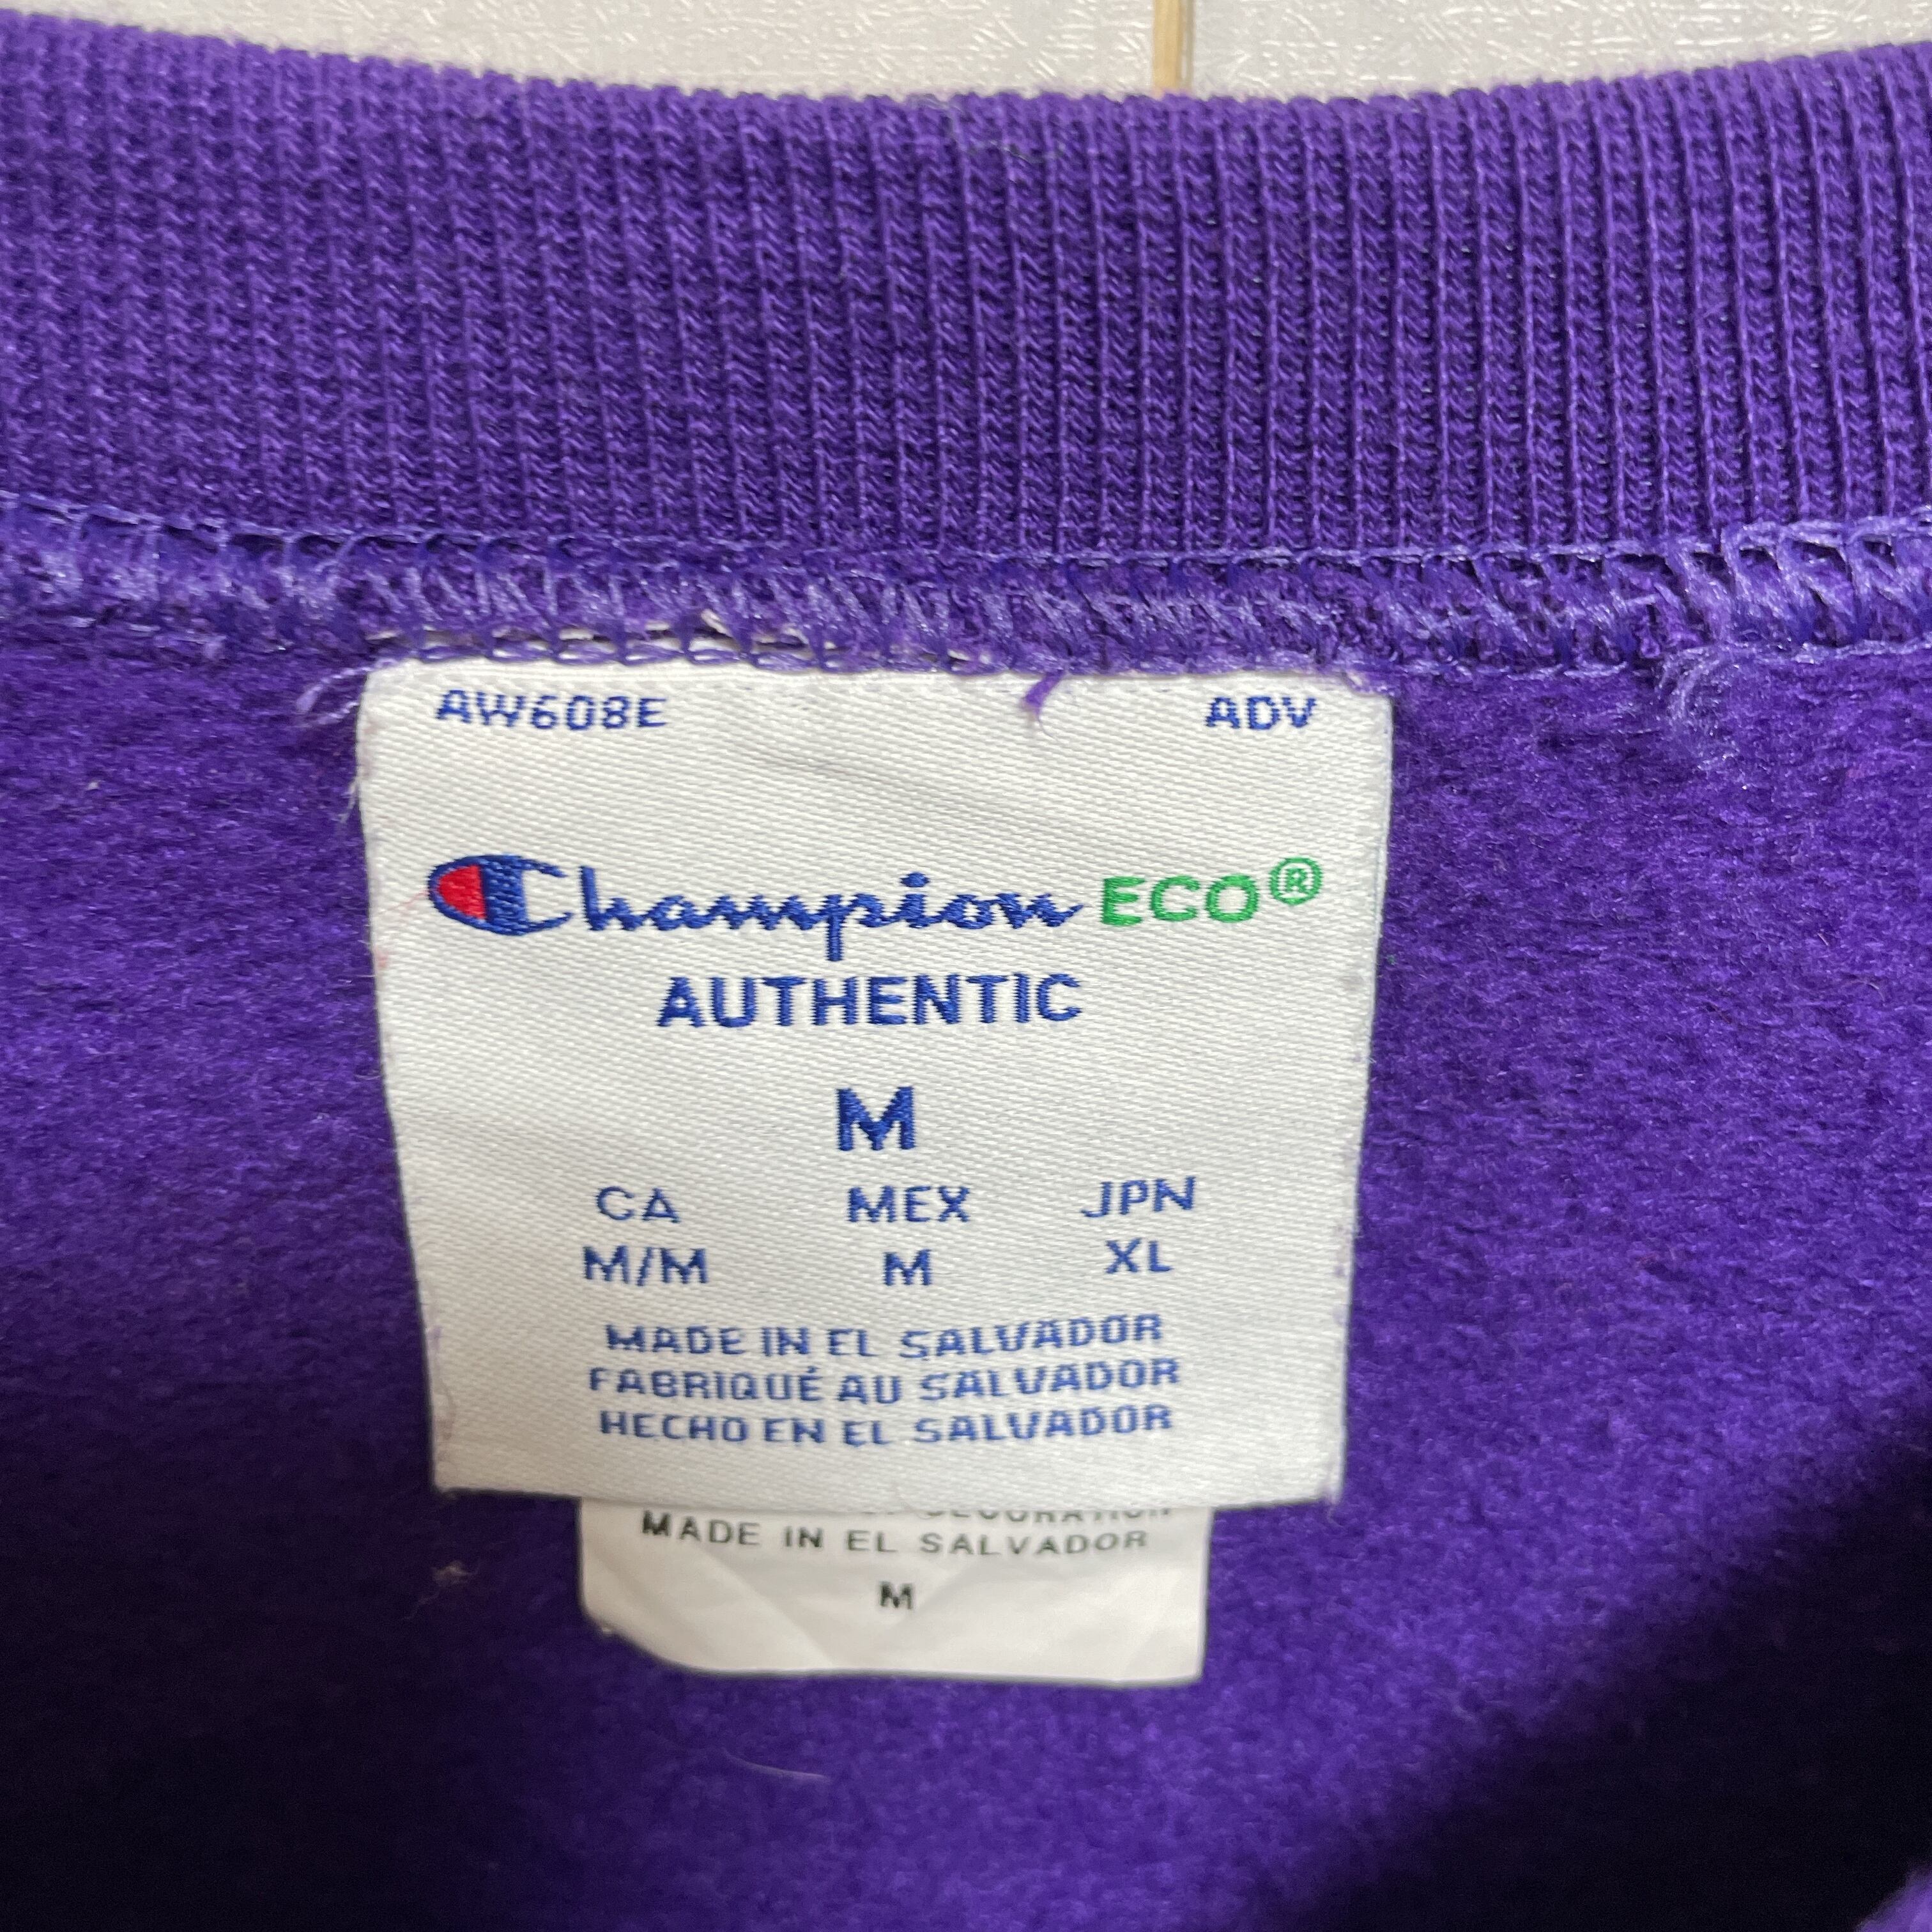 AW608E ADV
Champion ECO®
AUTHENTIC
M
CA MEX JPN
M/M M XL
MADE IN EL SALVADOR
FABRIQUÉ AU SALVADOR
HECHO EN EL SALVADOR
DECORATION
MADE IN EL SALVADOR
M